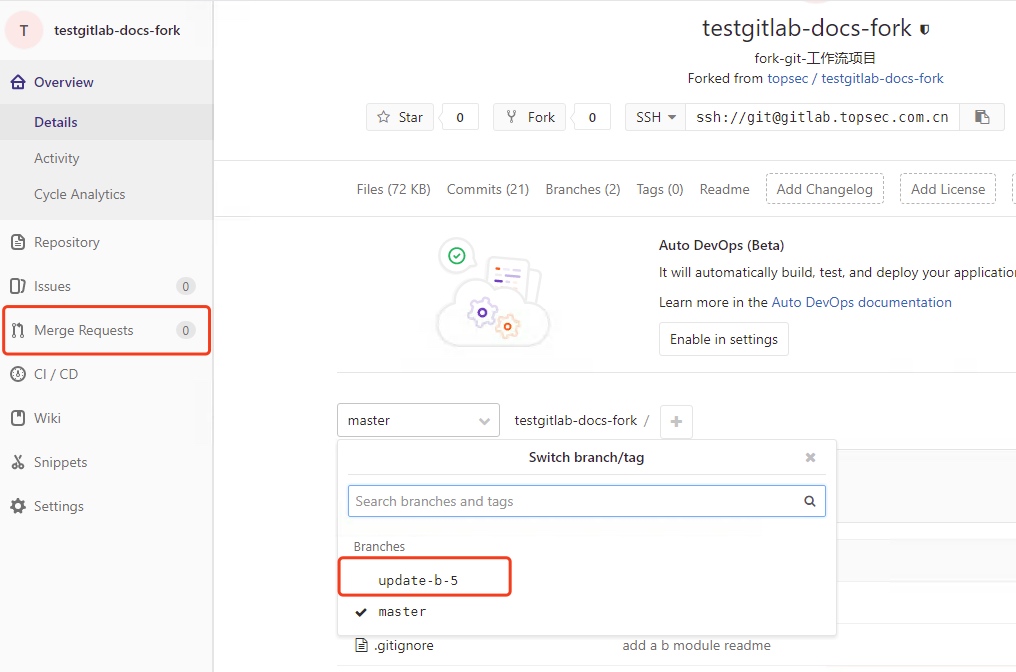 T testgitlab-docs-fork
Overview
Details
Activity
Cycle Analytics
Repository
Issues 0
Merge Requests 0
CI / CD
Wiki
Snippets
Settings
testgitlab-docs-fork
fork-git-工作流项目
Forked from topsec / testgitlab-docs-fork
Star 0 Fork 0 SSH ssh://git@gitlab.topsec.com.cn
Files (72 KB) Commits (21) Branches (2) Tags (0) Readme Add Changelog Add License
Auto DevOps (Beta)
It will automatically build, test, and deploy your application
Learn more in the Auto DevOps documentation
Enable in settings
master testgitlab-docs-fork / +
Switch branch/tag
Search branches and tags
Branches
update-b-5
master
.gitignore add a b module readme